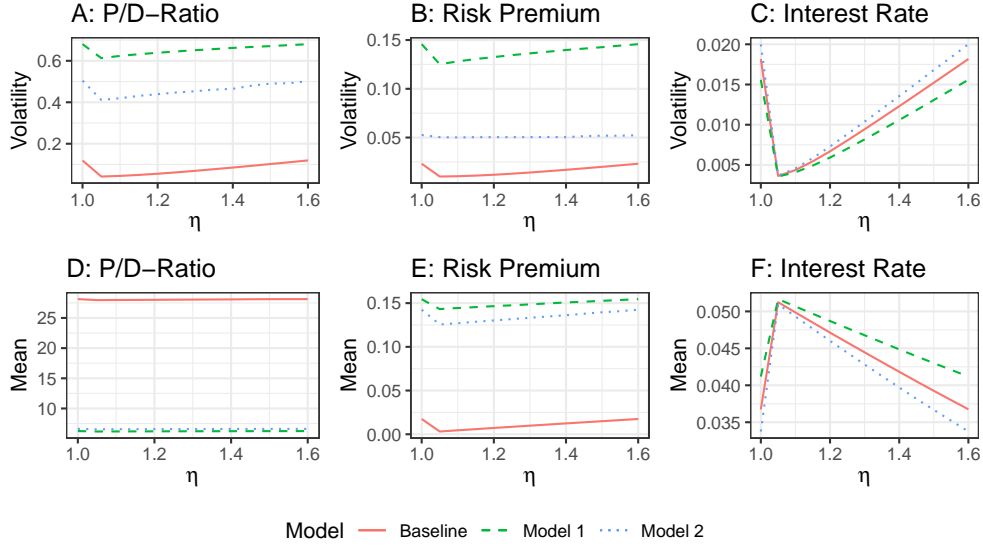 A: P/D−Ratio
B: Risk Premium
C: Interest Rate
Volatility
0.6
0.4
0.2
1.0 1.2 1.4 1.6
η
Volatility
0.15
0.10
0.05
1.0 1.2 1.4 1.6
η
Volatility
0.020
0.015
0.010
0.005
1.0 1.2 1.4 1.6
η
D: P/D−Ratio
E: Risk Premium
F: Interest Rate
Mean
25
20
15
10
1.0 1.2 1.4 1.6
η
Mean
0.15
0.10
0.05
0.00
1.0 1.2 1.4 1.6
η
Mean
0.050
0.045
0.040
0.035
1.0 1.2 1.4 1.6
η
Model Baseline Model 1 Model 2